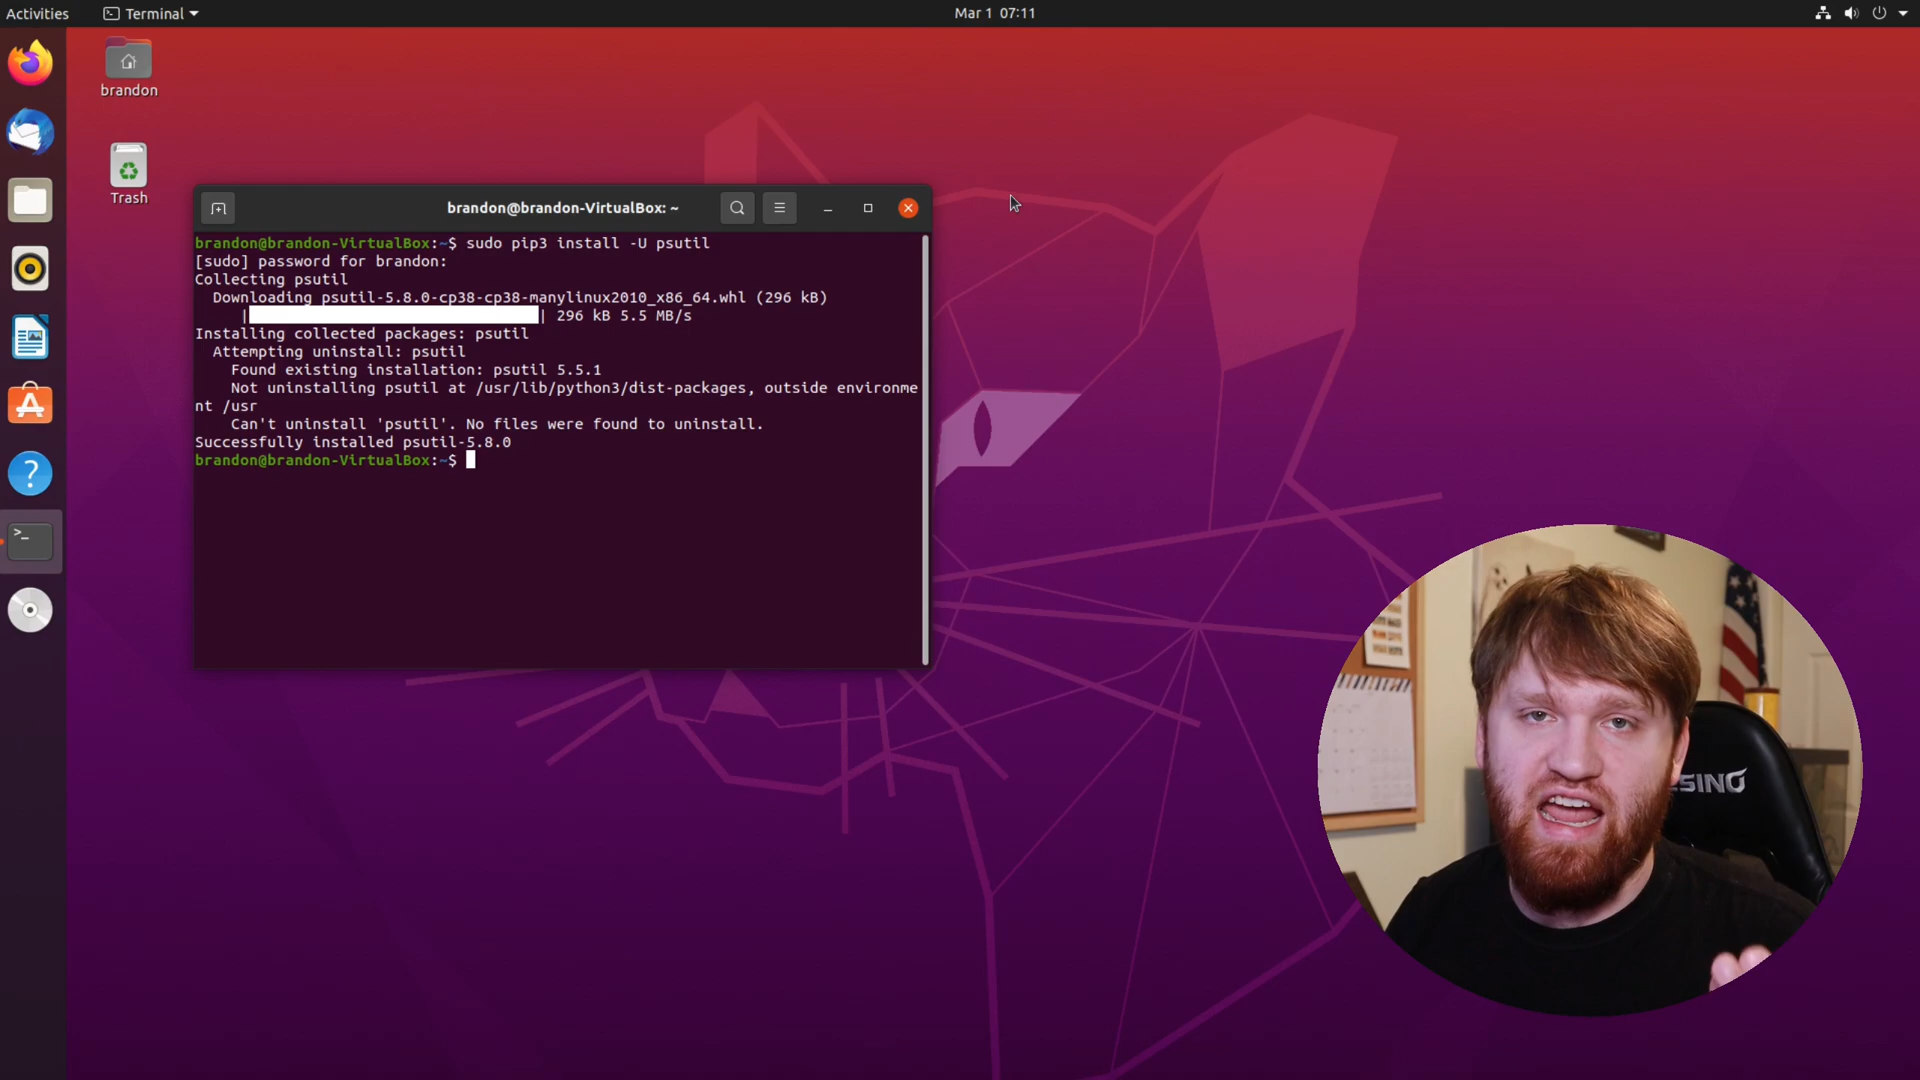 Activities
Terminal
Mar 1 07:11
brandon
Trash
brandon@brandon-VirtualBox: ~
brandon@brandon-VirtualBox:~$ sudo pip3 install -U psutil
[sudo] password for brandon:
Collecting psutil
Downloading psutil-5.8.0-cp38-cp38-manylinux2010_x86_64.whl (296 kB)
| | 296 kB 5.5 MB/s
Installing collected packages: psutil
Attempting uninstall: psutil
Found existing installation: psutil 5.5.1
Not uninstalling psutil at /usr/lib/python3/dist-packages, outside environme
nt /usr
Can't uninstall 'psutil'. No files were found to uninstall.
Successfully installed psutil-5.8.0
brandon@brandon-VirtualBox:~$
SINO